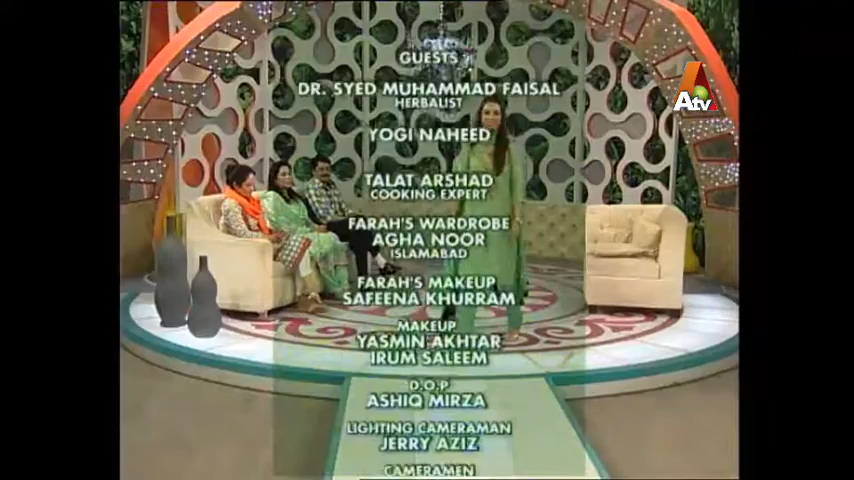 GUESTS
DR. SYED MUHAMMAD FAISAL
HERBALIST
YOGI NAHEED
TALAT ARSHAD
COOKING EXPERT
FARAH'S WARDROBE
AGHA NOOR
ISLAMABAD
FARAH'S MAKEUP
SAFEENA KHURRAM
MAKEUP
YASMIN AKHTAR
IRUM SALEEM
D.O.P
ASHIQ MIRZA
LIGHTING CAMERAMAN
JERRY AZIZ
CAMERAMEN
Atv